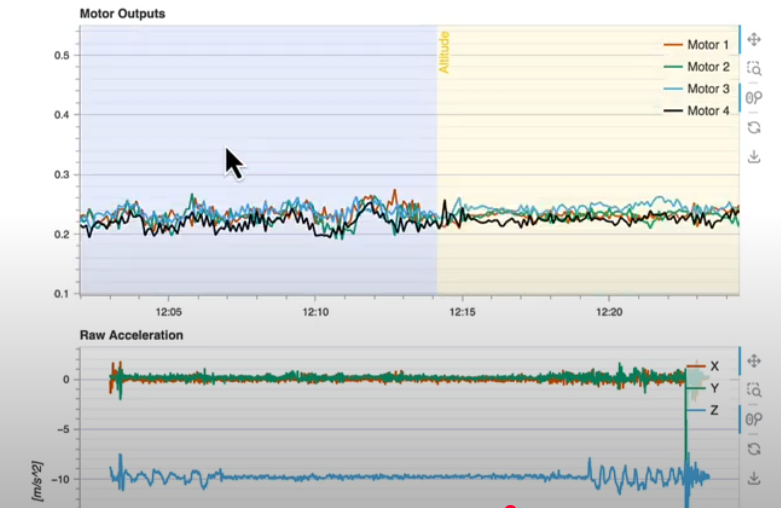 Motor Outputs
0.5
0.4
0.3
0.2
0.1
Altitude
Motor 1
Motor 2
Motor 3
Motor 4
12:05
12:10
12:15
12:20
Raw Acceleration
0
−5
−10
[m/s^2]
X
Y
Z